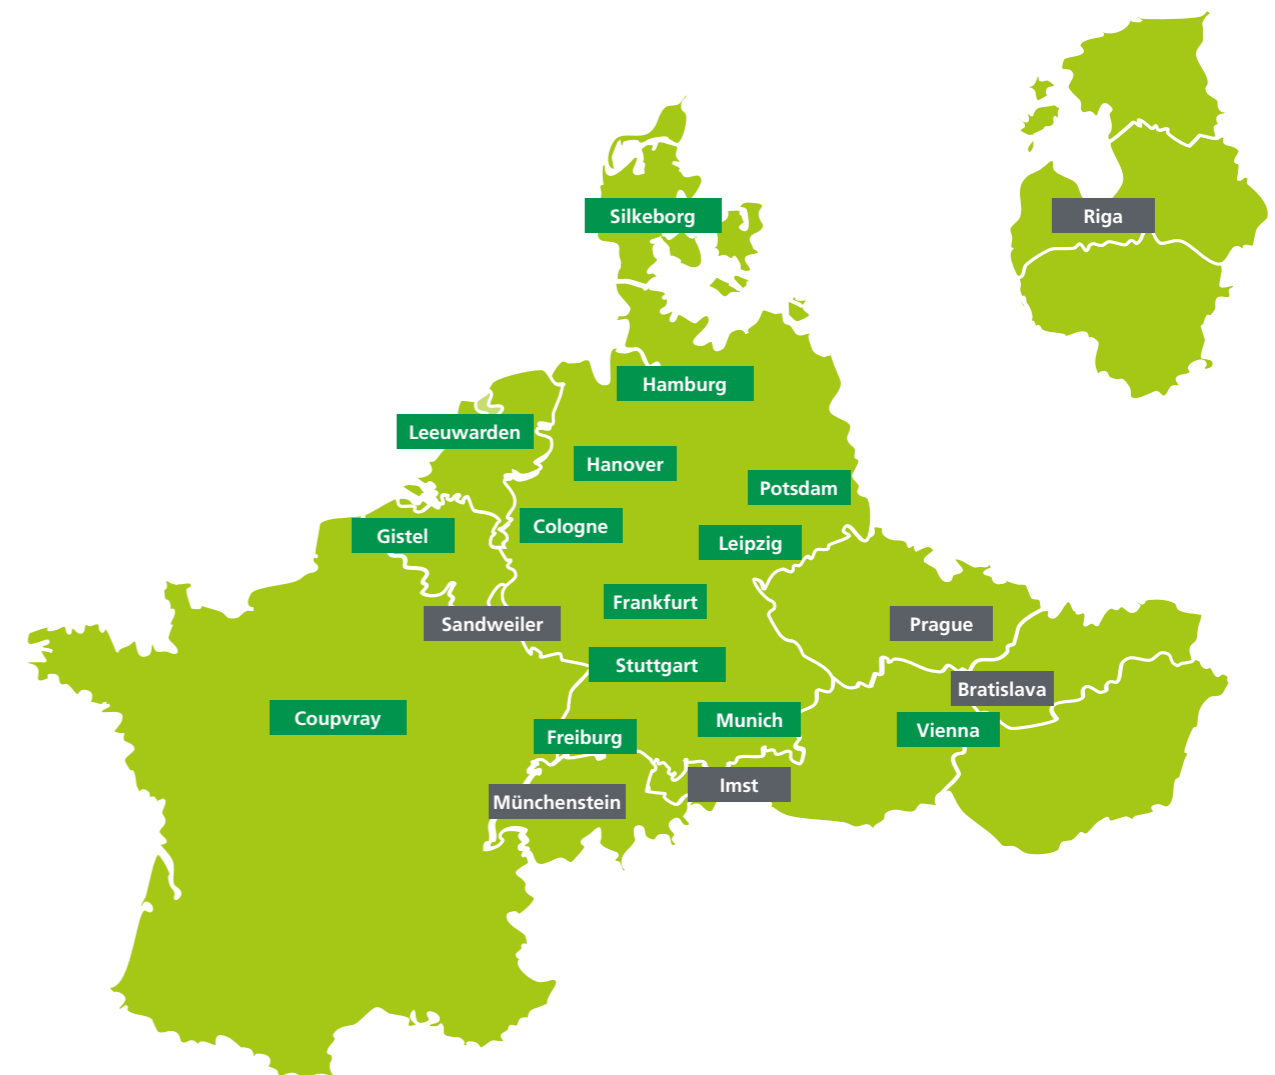 Silkeborg
Riga
Hamburg
Leeuwarden
Hanover
Potsdam
Cologne
Gistel
Leipzig
Frankfurt
Sandweiler
Prague
Stuttgart
Bratislava
Coupvray
Munich
Vienna
Freiburg
Imst
Münchenstein